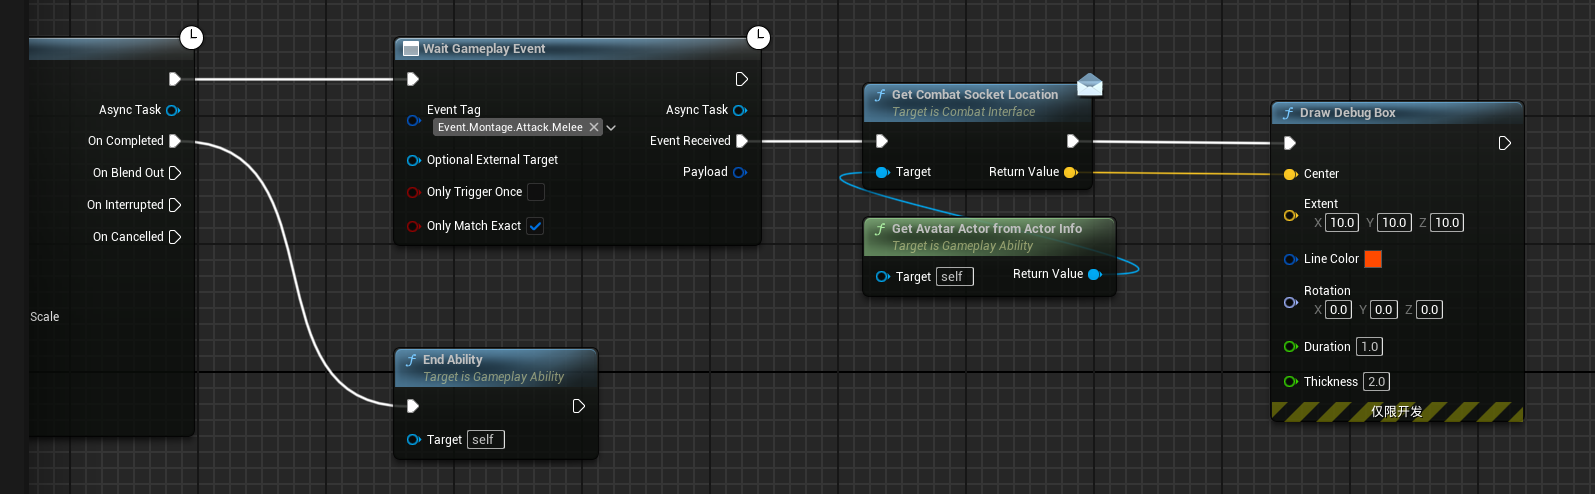 Async Task
On Completed
On Blend Out
On Interrupted
On Cancelled
Scale
Wait Gameplay Event
Event Tag
Event.Montage.Attack.Melee
Optional External Target
Only Trigger Once
Only Match Exact
Async Task
Event Received
Payload
End Ability
Target is Gameplay Ability
Target self
Get Combat Socket Location
Target is Combat Interface
Target Return Value
Get Avatar Actor from Actor Info
Target is Gameplay Ability
Target self Return Value
Draw Debug Box
Center
Extent
X 10.0 Y 10.0 Z 10.0
Line Color
Rotation
X 0.0 Y 0.0 Z 0.0
Duration 1.0
Thickness 2.0
仅限开发